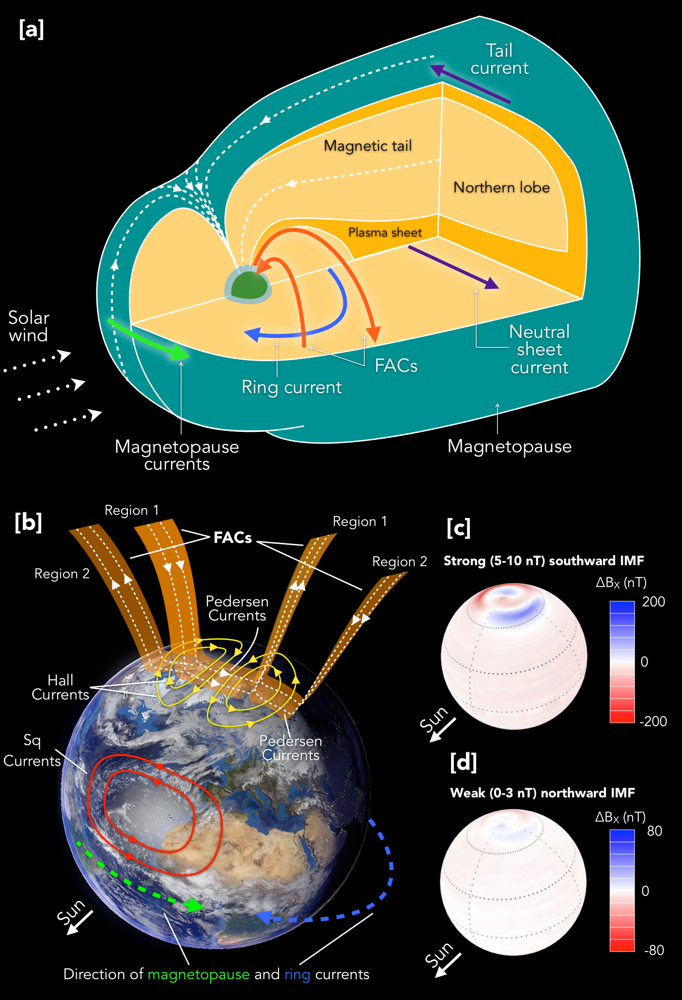 [a]
Tail
current
Magnetic tail
Northern lobe
Plasma sheet
Solar
wind
Neutral
sheet
current
FACs
Ring current
Magnetopause
currents
Magnetopause
[b]
Region 1
Region 2
FACs
Region 1
Region 2
Pedersen
Currents
Hall
Currents
Pedersen
Currents
Sq
Currents
Sun
Direction of magnetopause and ring currents
[c]
Strong (5-10 nT) southward IMF
ΔBX (nT)
200
0
-200
Sun
[d]
Weak (0-3 nT) northward IMF
ΔBX (nT)
80
0
-80
Sun